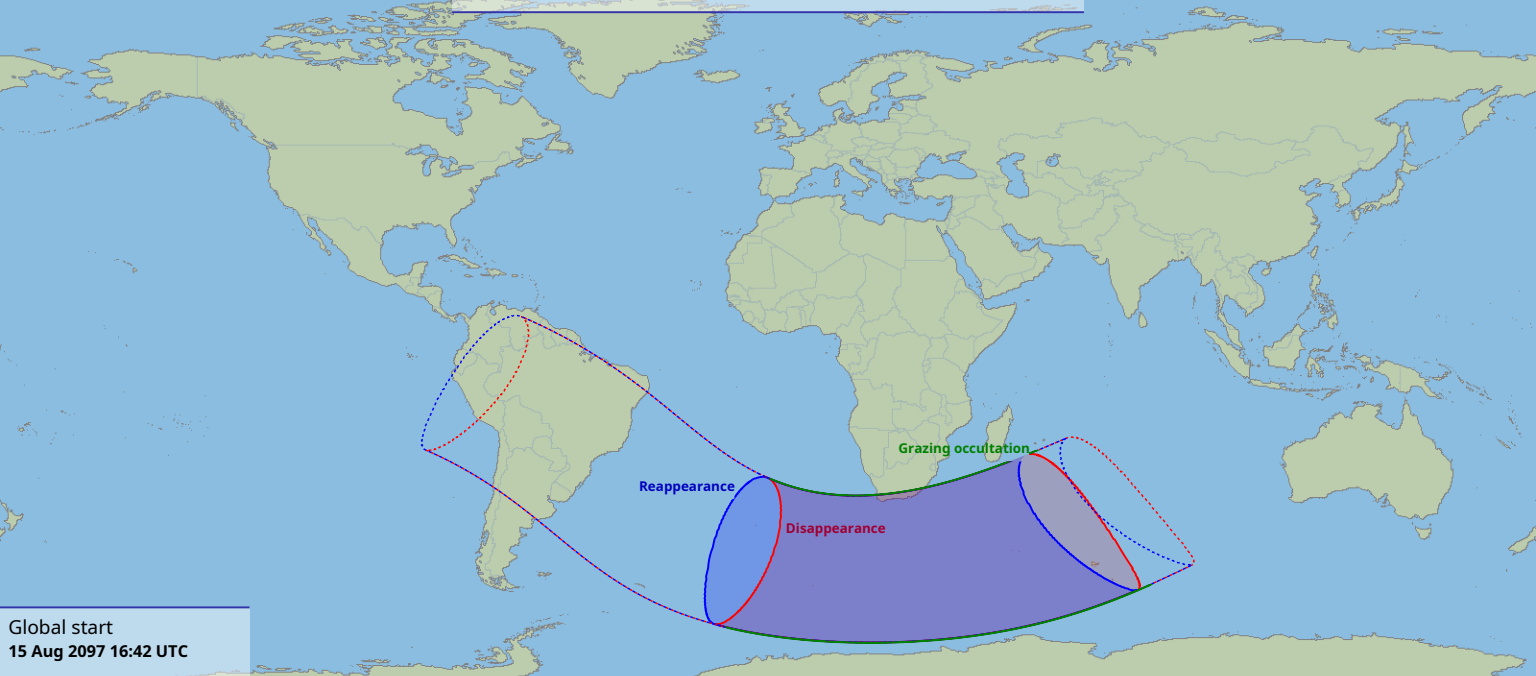 Grazing occultation
Reappearance
Disappearance
Global start
15 Aug 2097 16:42 UTC